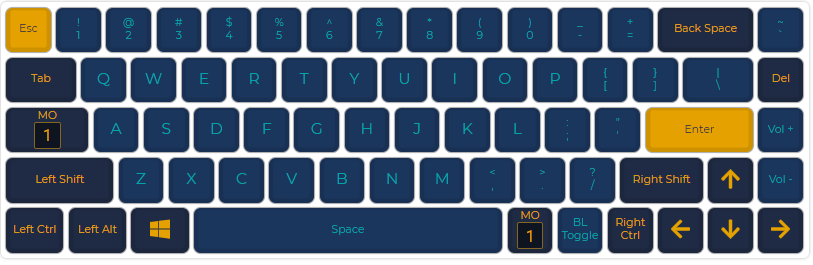 Esc ! @ # $ % ^ & * ( ) _ + Back Space ~
1 2 3 4 5 6 7 8 9 0 - = `
Tab Q W E R T Y U I O P { } | Del
[ ] \
MO A S D F G H J K L : " Enter Vol +
1 ; '
Left Shift Z X C V B N M < > ? Right Shift Vol -
, . /
Left Ctrl Left Alt Space MO BL Right
1 Toggle Ctrl